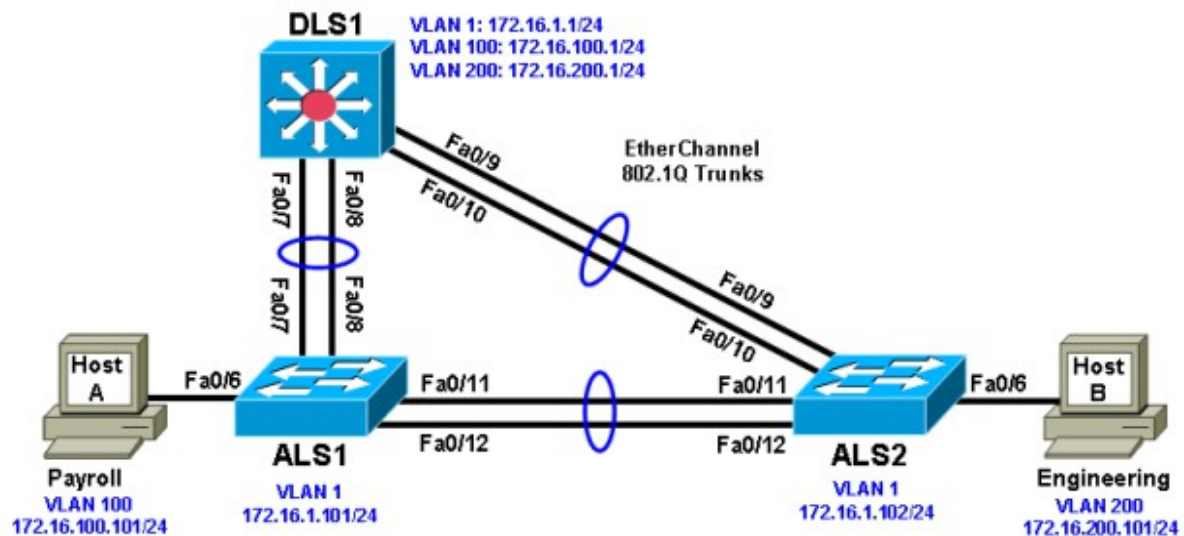 DLS1
VLAN 1: 172.16.1.1/24
VLAN 100: 172.16.100.1/24
VLAN 200: 172.16.200.1/24
Fa0/9
Fa0/10
EtherChannel
802.1Q Trunks
Fa0/7
Fa0/8
Fa0/7
Fa0/8
Fa0/9
Fa0/10
Host
A
Fa0/6
Fa0/11
Fa0/11
Fa0/6
Host
B
Fa0/12
Fa0/12
ALS1
ALS2
Payroll
VLAN 100
172.16.100.101/24
VLAN 1
172.16.1.101/24
VLAN 1
172.16.1.102/24
Engineering
VLAN 200
172.16.200.101/24